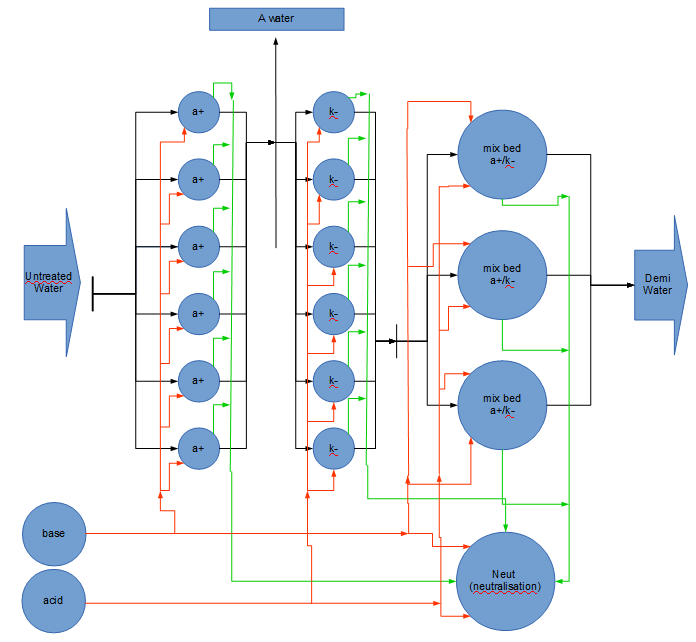 A water
a+
k-
a+
k-
a+
k-
a+
k-
a+
k-
a+
k-
mix bed
a+/k-
mix bed
a+/k-
mix bed
a+/k-
Untreated
Water
Demi
Water
base
acid
Neut
(neutralisation)